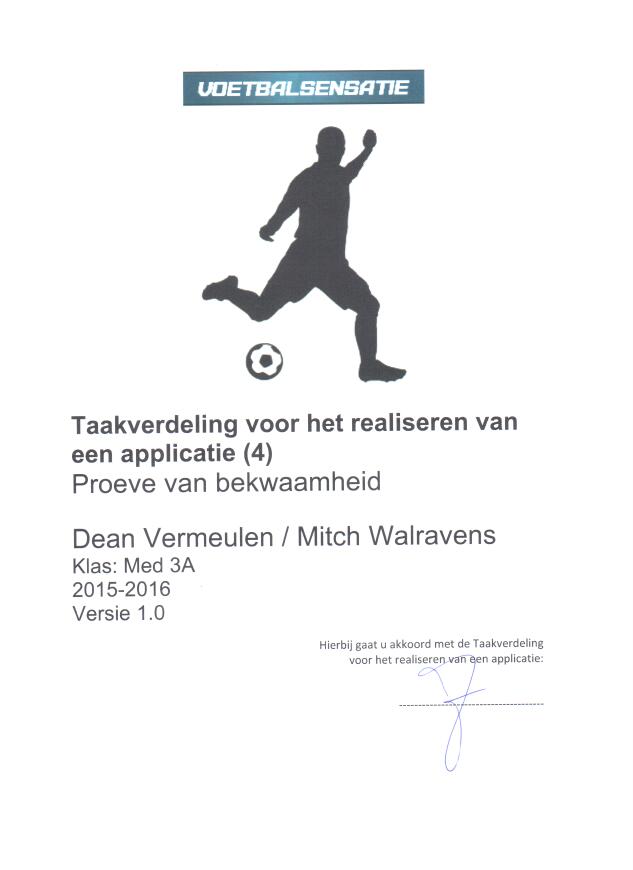 VOETBALSENSATIE
Taakverdeling voor het realiseren van
een applicatie (4)
Proeve van bekwaamheid
Dean Vermeulen / Mitch Walravens
Klas: Med 3A
2015-2016
Versie 1.0
Hierbij gaat u akkoord met de Taakverdeling
voor het realiseren van een applicatie: